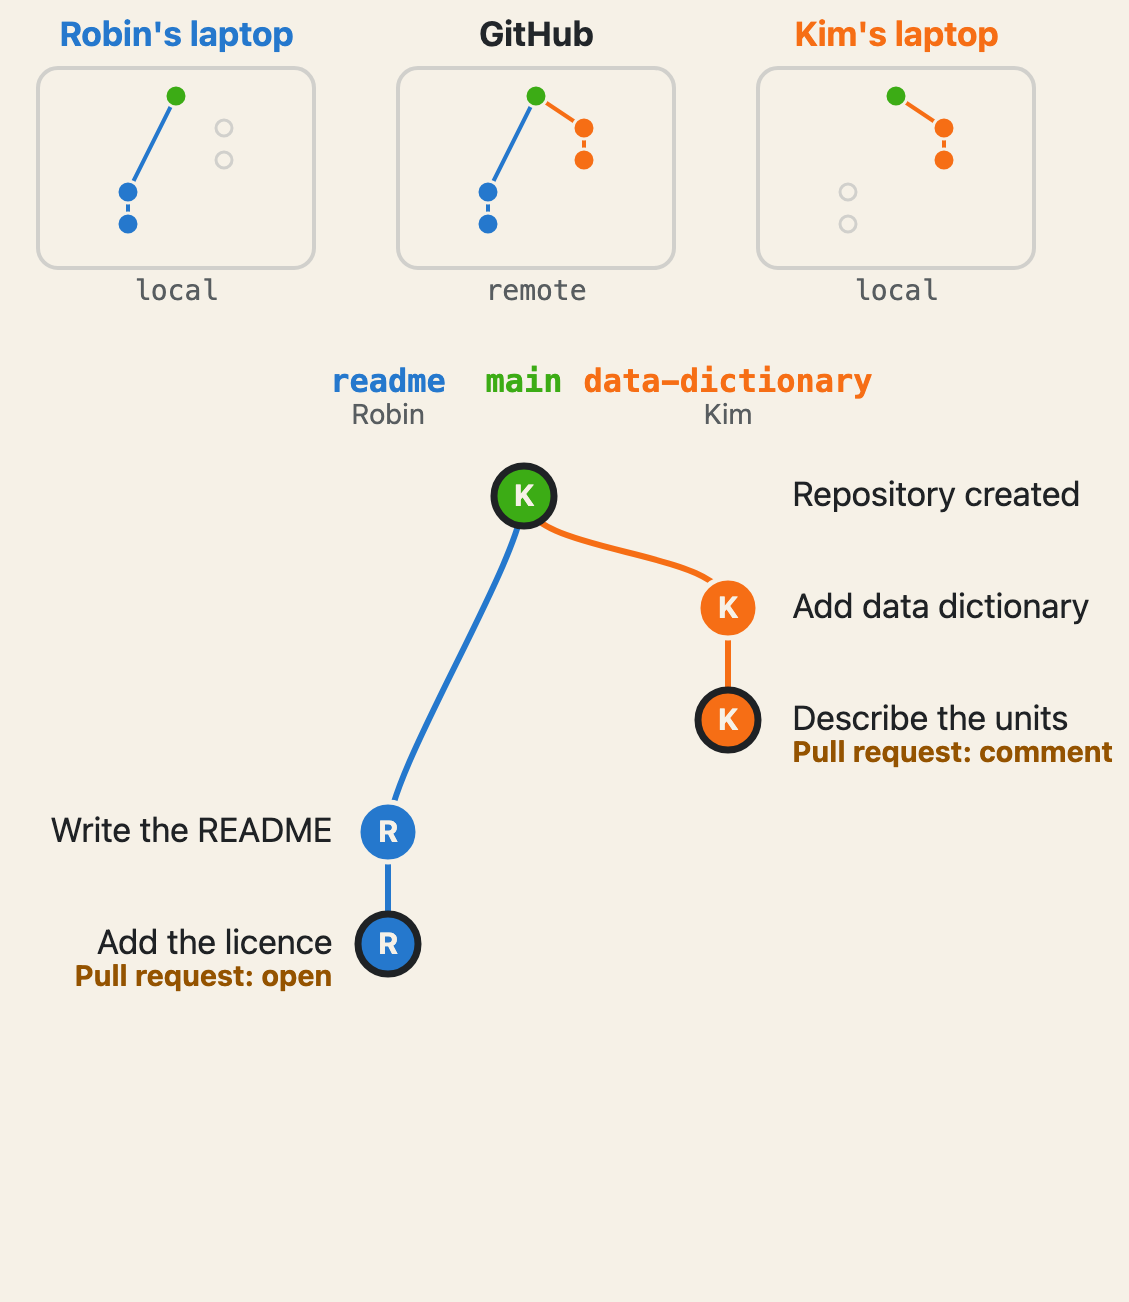 Robin's laptop
GitHub
Kim's laptop
local
remote
local
readme
main
data-dictionary
Robin
Kim
K
Repository created
K
Add data dictionary
K
Describe the units
Pull request: comment
Write the README
R
Add the licence
R
Pull request: open